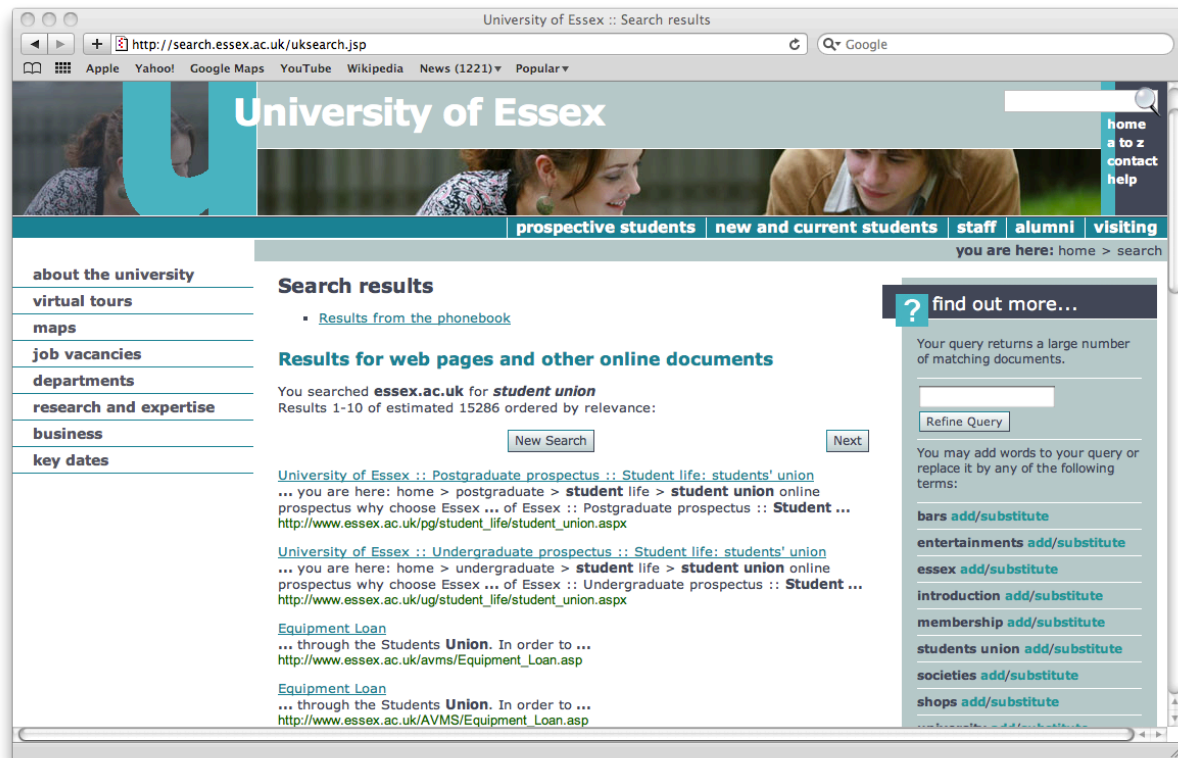 University of Essex :: Search results
http://search.essex.ac.uk/uksearch.jsp
Google
Apple Yahoo! Google Maps YouTube Wikipedia News (1221) Popular
u
University of Essex
home
a to z
contact
help
prospective students new and current students staff alumni visiting
you are here: home > search
about the university
virtual tours
maps
job vacancies
departments
research and expertise
business
key dates
Search results
Results from the phonebook
Results for web pages and other online documents
You searched essex.ac.uk for student union
Results 1-10 of estimated 15286 ordered by relevance:
New Search Next
University of Essex :: Postgraduate prospectus :: Student life: students' union
... you are here: home > postgraduate > student life > student union online
prospectus why choose Essex ... of Essex :: Postgraduate prospectus :: Student ...
http://www.essex.ac.uk/pg/student_life/student_union.aspx
University of Essex :: Undergraduate prospectus :: Student life: students' union
... you are here: home > undergraduate > student life > student union online
prospectus why choose Essex ... of Essex :: Undergraduate prospectus :: Student ...
http://www.essex.ac.uk/ug/student_life/student_union.aspx
Equipment Loan
... through the Students Union. In order to ...
http://www.essex.ac.uk/avms/Equipment_Loan.asp
Equipment Loan
... through the Students Union. In order to ...
http://www.essex.ac.uk/AVMS/Equipment_Loan.asp
? find out more...
Your query returns a large number
of matching documents.
Refine Query
You may add words to your query or
replace it by any of the following
terms:
bars add/substitute
entertainments add/substitute
essex add/substitute
introduction add/substitute
membership add/substitute
students union add/substitute
societies add/substitute
shops add/substitute